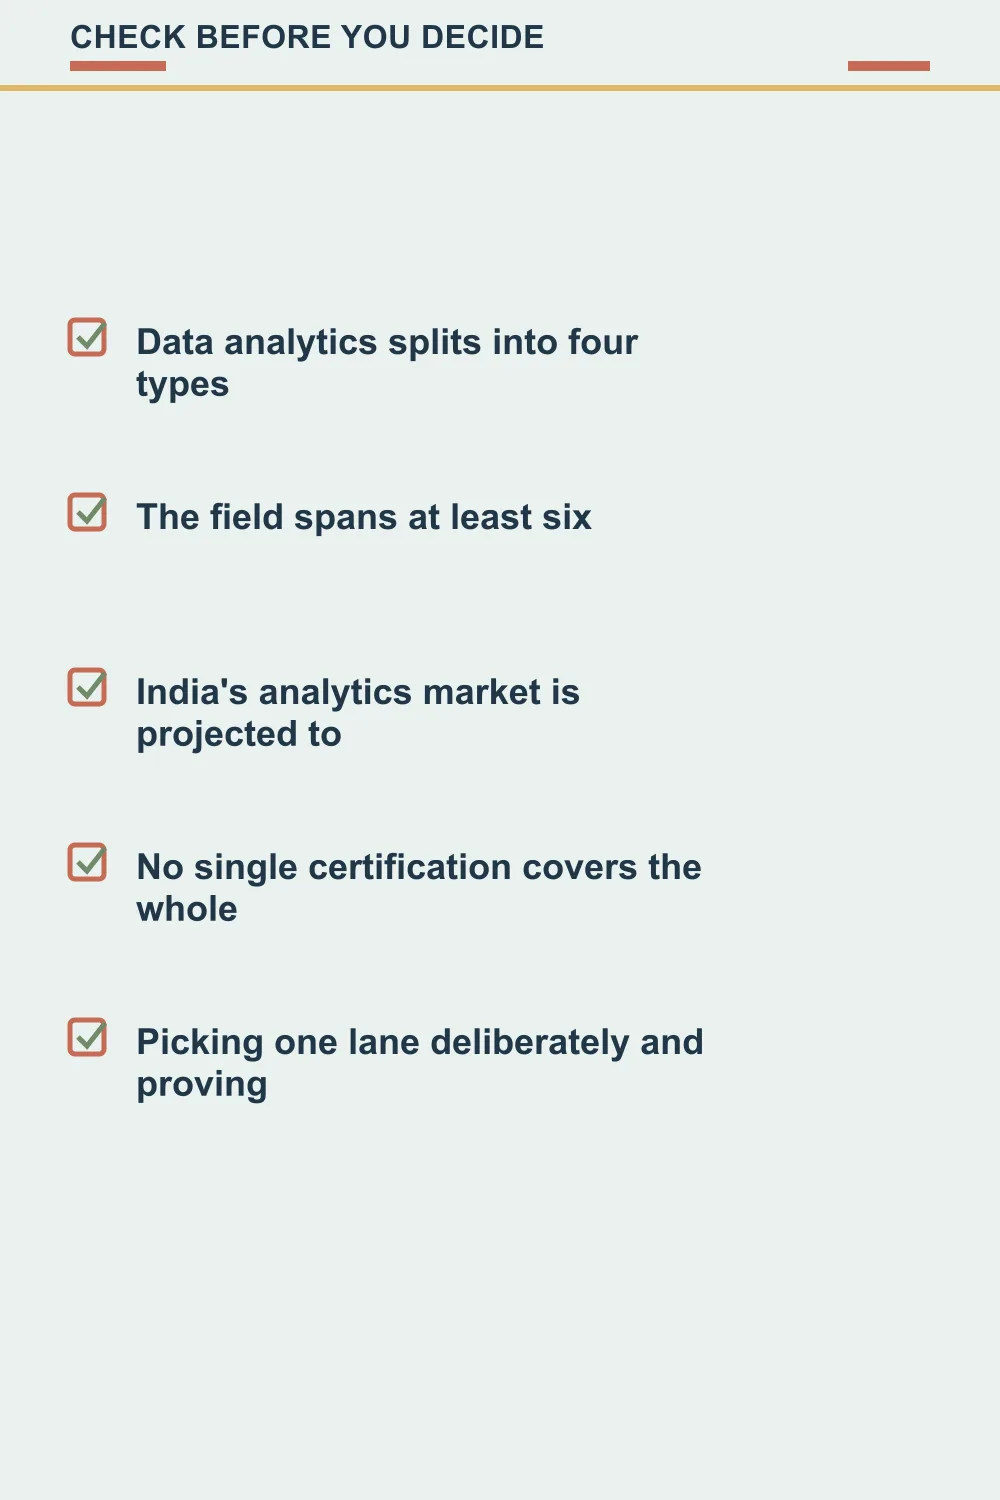 CHECK BEFORE YOU DECIDE
Data analytics splits into four
types
The field spans at least six
India's analytics market is
projected to
No single certification covers the
whole
Picking one lane deliberately and
proving